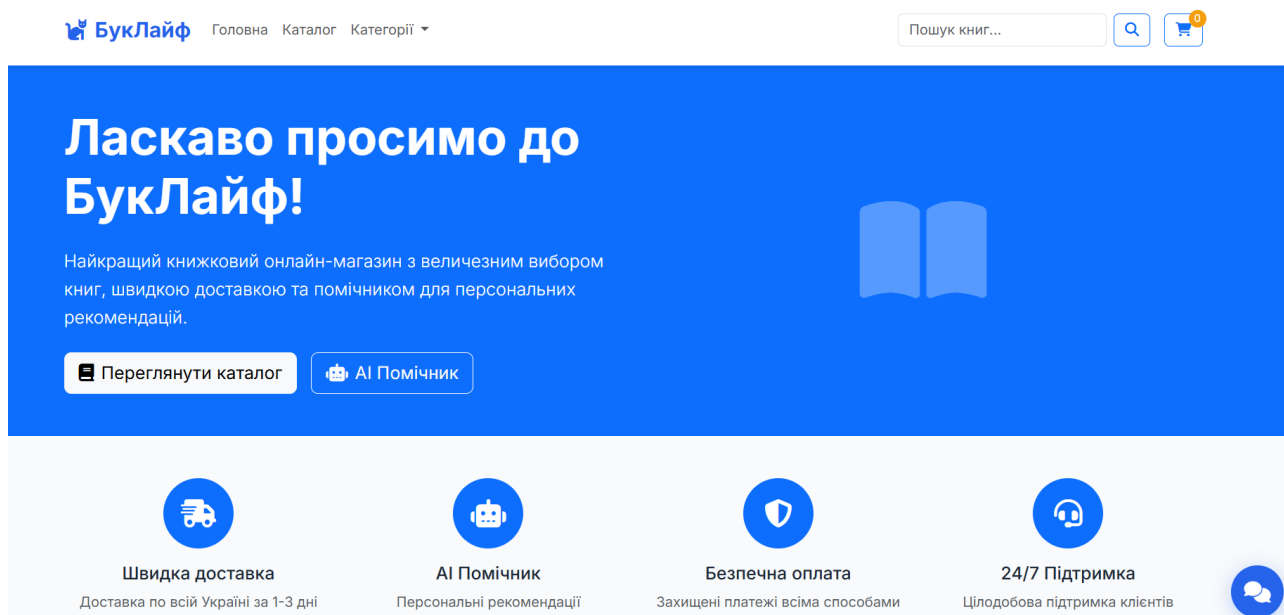 БукЛайф
Головна
Каталог
Категорії
Пошук книг...
0
Ласкаво просимо до
БукЛайф!
Найкращий книжковий онлайн-магазин з величезним вибором
книг, швидкою доставкою та помічником для персональних
рекомендацій.
Переглянути каталог
AI Помічник
Швидка доставка
Доставка по всій Україні за 1-3 дні
AI Помічник
Персональні рекомендації
Безпечна оплата
Захищені платежі всіма способами
24/7 Підтримка
Цілодобова підтримка клієнтів